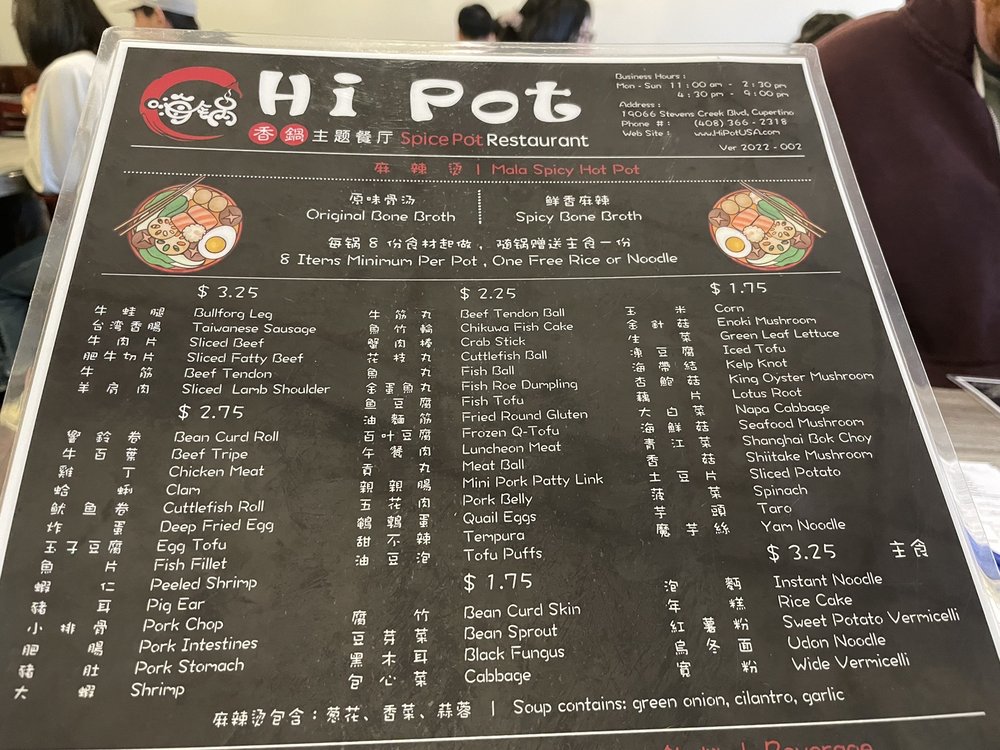 嗨锅
Hi Pot
香鍋 主题餐厅 Spice Pot Restaurant
Business Hours :
Mon - Sun 11 : 00 am - 2 : 30 pm
4 : 30 pm - 9 : 00 pm
Address :
19066 Stevens Creek Blvd, Cupertino
Phone # : (408) 366 - 2318
Web Site : www.HiPotUSA.com
Ver 2022 - 002
麻 辣 烫 | Mala Spicy Hot Pot
原味骨汤
Original Bone Broth
鲜香麻辣
Spicy Bone Broth
每锅 8 份食材起做， 随锅赠送主食一份
8 Items Minimum Per Pot , One Free Rice or Noodle
$ 3.25
牛蛙腿 Bullforg Leg
台湾香腸 Taiwanese Sausage
牛肉片 Sliced Beef
肥牛切片 Sliced Fatty Beef
牛筋 Beef Tendon
羊肩肉 Sliced Lamb Shoulder
$ 2.75
響鈴卷 Bean Curd Roll
牛百葉 Beef Tripe
雞丁 Chicken Meat
蛤蜊 Clam
魷鱼卷 Cuttlefish Roll
炸蛋 Deep Fried Egg
玉子豆腐 Egg Tofu
魚片 Fish Fillet
蝦仁 Peeled Shrimp
豬耳 Pig Ear
小排骨 Pork Chop
肥腸 Pork Intestines
豬肚 Pork Stomach
大蝦 Shrimp
$ 2.25
牛筋丸 Beef Tendon Ball
魚竹輪 Chikuwa Fish Cake
蟹肉棒 Crab Stick
花枝丸 Cuttlefish Ball
魚丸 Fish Ball
金蛋魚丸 Fish Roe Dumpling
鱼豆腐 Fish Tofu
油麵筋 Fried Round Gluten
百叶豆腐 Frozen Q-Tofu
午餐肉 Luncheon Meat
贡丸 Meat Ball
親親腸 Mini Pork Patty Link
五花肉 Pork Belly
鵪鶉蛋 Quail Eggs
甜不辣 Tempura
油豆泡 Tofu Puffs
$ 1.75
腐竹 Bean Curd Skin
豆芽菜 Bean Sprout
黑木耳 Black Fungus
包心菜 Cabbage
$ 1.75
玉米 Corn
金針菇 Enoki Mushroom
生菜 Green Leaf Lettuce
凍豆腐 Iced Tofu
海帶結 Kelp Knot
杏鮑菇 King Oyster Mushroom
藕片 Lotus Root
大白菜 Napa Cabbage
海鮮菇 Seafood Mushroom
青江菜 Shanghai Bok Choy
香菇 Shiitake Mushroom
土豆片 Sliced Potato
菠菜 Spinach
芋頭 Taro
魔芋絲 Yam Noodle
$ 3.25 主食
泡麵 Instant Noodle
年糕 Rice Cake
紅薯粉 Sweet Potato Vermicelli
烏冬面 Udon Noodle
寬粉 Wide Vermicelli
麻辣烫包含：葱花、香菜、蒜蓉 | Soup contains: green onion, cilantro, garlic
Beverage